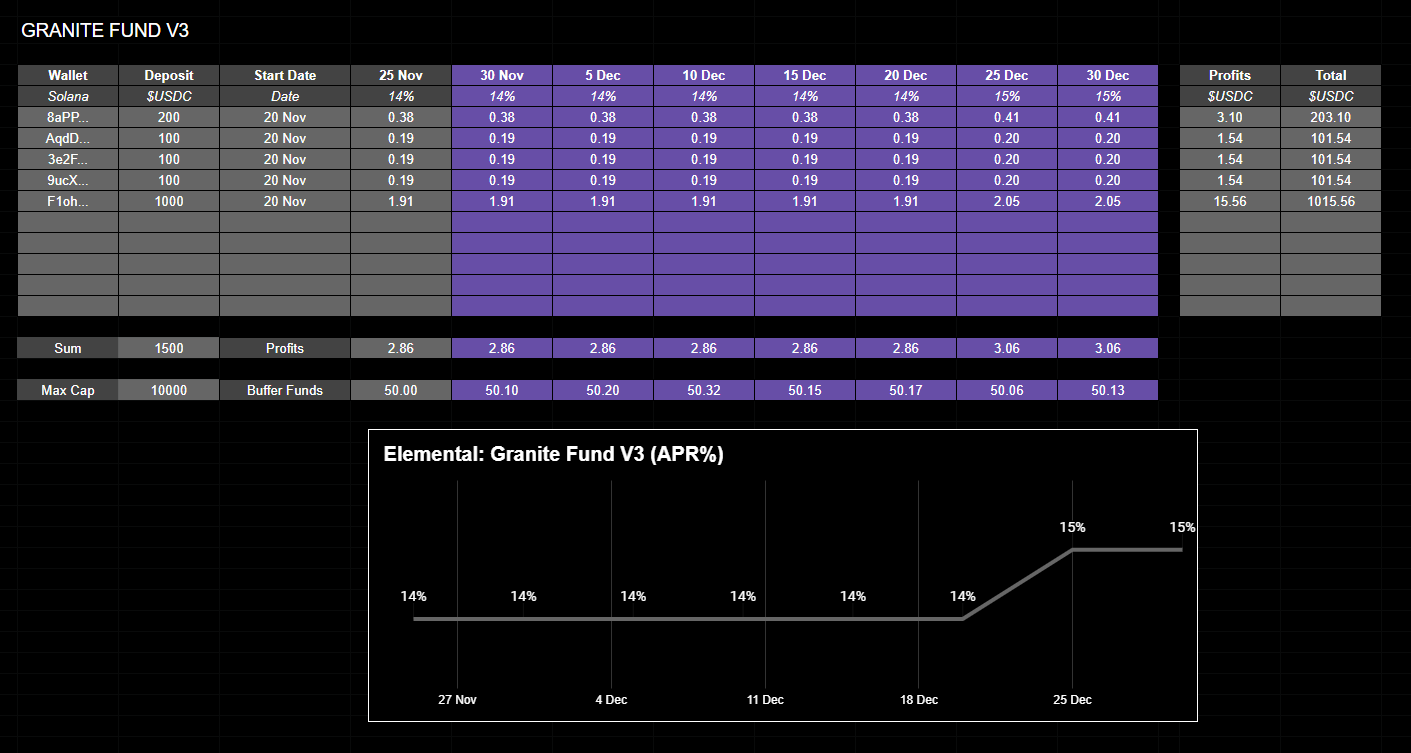 GRANITE FUND V3
Wallet Deposit Start Date 25 Nov 30 Nov 5 Dec 10 Dec 15 Dec 20 Dec 25 Dec 30 Dec Profits Total
Solana $USDC Date 14% 14% 14% 14% 14% 14% 15% 15% $USDC $USDC
8aPP... 200 20 Nov 0.38 0.38 0.38 0.38 0.38 0.38 0.41 0.41 3.10 203.10
AqdD... 100 20 Nov 0.19 0.19 0.19 0.19 0.19 0.19 0.20 0.20 1.54 101.54
3e2F... 100 20 Nov 0.19 0.19 0.19 0.19 0.19 0.19 0.20 0.20 1.54 101.54
9ucX... 100 20 Nov 0.19 0.19 0.19 0.19 0.19 0.19 0.20 0.20 1.54 101.54
F1oh... 1000 20 Nov 1.91 1.91 1.91 1.91 1.91 1.91 2.05 2.05 15.56 1015.56
Sum 1500 Profits 2.86 2.86 2.86 2.86 2.86 2.86 3.06 3.06
Max Cap 10000 Buffer Funds 50.00 50.10 50.20 50.32 50.15 50.17 50.06 50.13
Elemental: Granite Fund V3 (APR%)
15% 15%
14% 14% 14% 14% 14% 14%
27 Nov 4 Dec 11 Dec 18 Dec 25 Dec